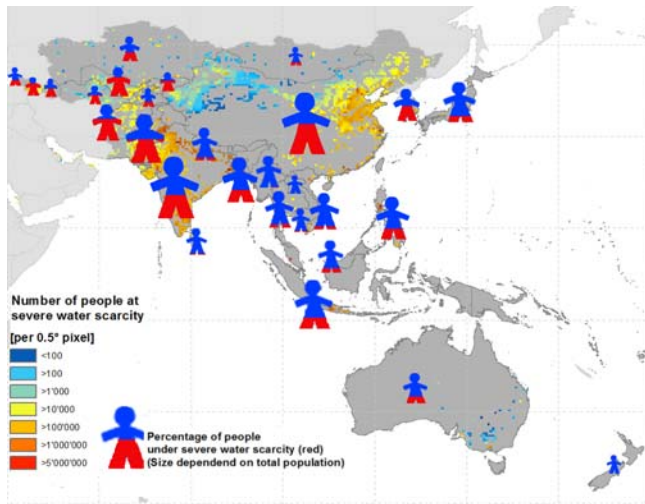 Number of people at
severe water scarcity
[per 0.5° pixel]
<100
>100
>1'000
>10'000
>100'000
>1'000'000
>5'000'000
Percentage of people
under severe water scarcity (red)
(Size dependend on total population)